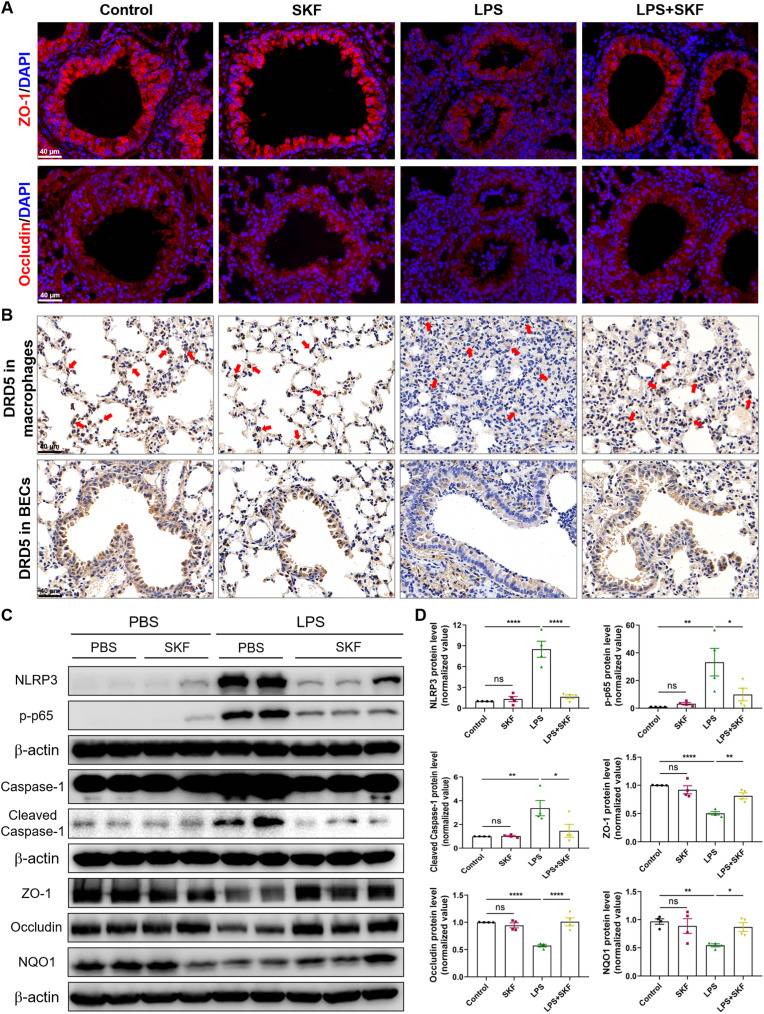 A
Control
SKF
LPS
LPS+SKF
ZO-1/DAPI
40 μm
Occludin/DAPI
40 μm
B
DRD5 in
macrophages
40 μm
DRD5 in BECs
40 μm
C
PBS
LPS
PBS
SKF
PBS
SKF
NLRP3
p-p65
β-actin
Caspase-1
Cleaved
Caspase-1
β-actin
ZO-1
Occludin
NQO1
β-actin
D
NLRP3 protein level
(normalized value)
12
9
6
3
0
ns
****
****
Control
SKF
LPS
LPS+SKF
p-p65 protein level
(normalized value)
80
60
40
20
0
ns
**
*
Control
SKF
LPS
LPS+SKF
Cleaved Caspase-1 protein level
(normalized value)
6
4
2
0
ns
**
*
Control
SKF
LPS
LPS+SKF
ZO-1 protein level
(normalized value)
1.5
1.0
0.5
0.0
ns
****
**
Control
SKF
LPS
LPS+SKF
Occludin protein level
(normalized value)
1.5
1.0
0.5
0.0
ns
****
****
Control
SKF
LPS
LPS+SKF
NQO1 protein level
(normalized value)
1.5
1.0
0.5
0.0
ns
**
*
Control
SKF
LPS
LPS+SKF